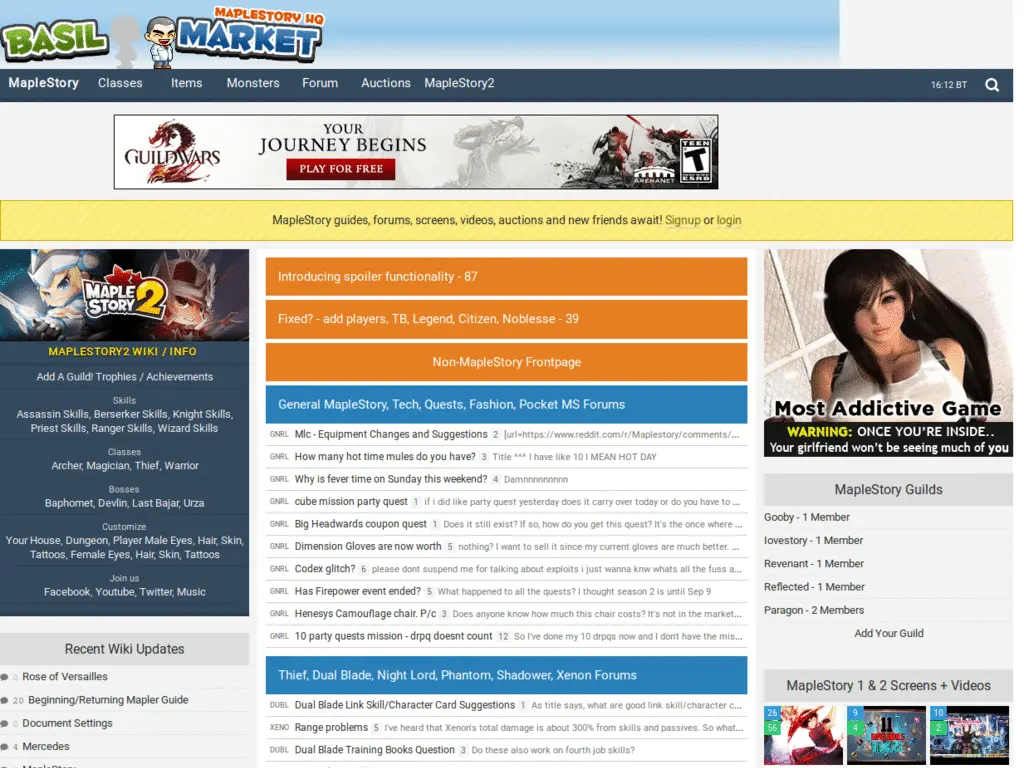 BASIL MARKET
MAPLESTORY HQ
MapleStory Classes Items Monsters Forum Auctions MapleStory2 16:12 BT
GUILD WARS 2
YOUR
JOURNEY BEGINS
PLAY FOR FREE
ARENANET
TEEN
T
ESRB
MapleStory guides, forums, screens, videos, auctions and new friends await! Signup or login
MAPLE
STORY 2
MAPLESTORY2 WIKI / INFO
Add A Guild! Trophies / Achievements
Skills
Assassin Skills, Berserker Skills, Knight Skills,
Priest Skills, Ranger Skills, Wizard Skills
Classes
Archer, Magician, Thief, Warrior
Bosses
Baphomet, Devlin, Last Bajar, Urza
Customize
Your House, Dungeon, Player Male Eyes, Hair, Skin,
Tattoos, Female Eyes, Hair, Skin, Tattoos
Join us
Facebook, Youtube, Twitter, Music
Recent Wiki Updates
0 Rose of Versailles
20 Beginning/Returning Mapler Guide
0 Document Settings
4 Mercedes
MapleStory
Introducing spoiler functionality - 87
Fixed? - add players, TB, Legend, Citizen, Noblesse - 39
Non-MapleStory Frontpage
General MapleStory, Tech, Quests, Fashion, Pocket MS Forums
GNRL Mlc - Equipment Changes and Suggestions 2 [url=https://www.reddit.com/r/Maplestory/comments/...
GNRL How many hot time mules do you have? 3 Title ^^^ I have like 10 I MEAN HOT DAY
GNRL Why is fever time on Sunday this weekend? 4 Damnnnnnnnnn
GNRL cube mission party quest 1 if i did like party quest yesterday does it carry over today or do you have to ...
GNRL Big Headwards coupon quest 1 Does it still exist? If so, how do you get this quest? It's the once where ...
GNRL Dimension Gloves are now worth 5 nothing? I want to sell it since my current gloves are much better. ...
GNRL Codex glitch? 6 please dont suspend me for talking about exploits i just wanna knw whats all the fuss a...
GNRL Has Firepower event ended? 5 What happened to all the quests? I thought season 2 is until Sep 9
GNRL Henesys Camouflage chair. P/c 3 Does anyone know how much this chair costs? It's not in the market...
GNRL 10 party quests mission - drpq doesnt count 12 So I've done my 10 drpqs now and I don't have the mis...
Thief, Dual Blade, Night Lord, Phantom, Shadower, Xenon Forums
DUBL Dual Blade Link Skill/Character Card Suggestions 1 As title says, what are good link skill/character c...
XENO Range problems 5 I've heard that Xenon's total damage is about 300% from skills and passives. So what...
DUBL Dual Blade Training Books Question 3 Do these also work on fourth job skills?
Most Addictive Game
WARNING: ONCE YOU'RE INSIDE..
Your girlfriend won't be seeing much of you
MapleStory Guilds
Gooby - 1 Member
lovestory - 1 Member
Revenant - 1 Member
Reflected - 1 Member
Paragon - 2 Members
Add Your Guild
MapleStory 1 & 2 Screens + Videos
26 9 10
56 4 2